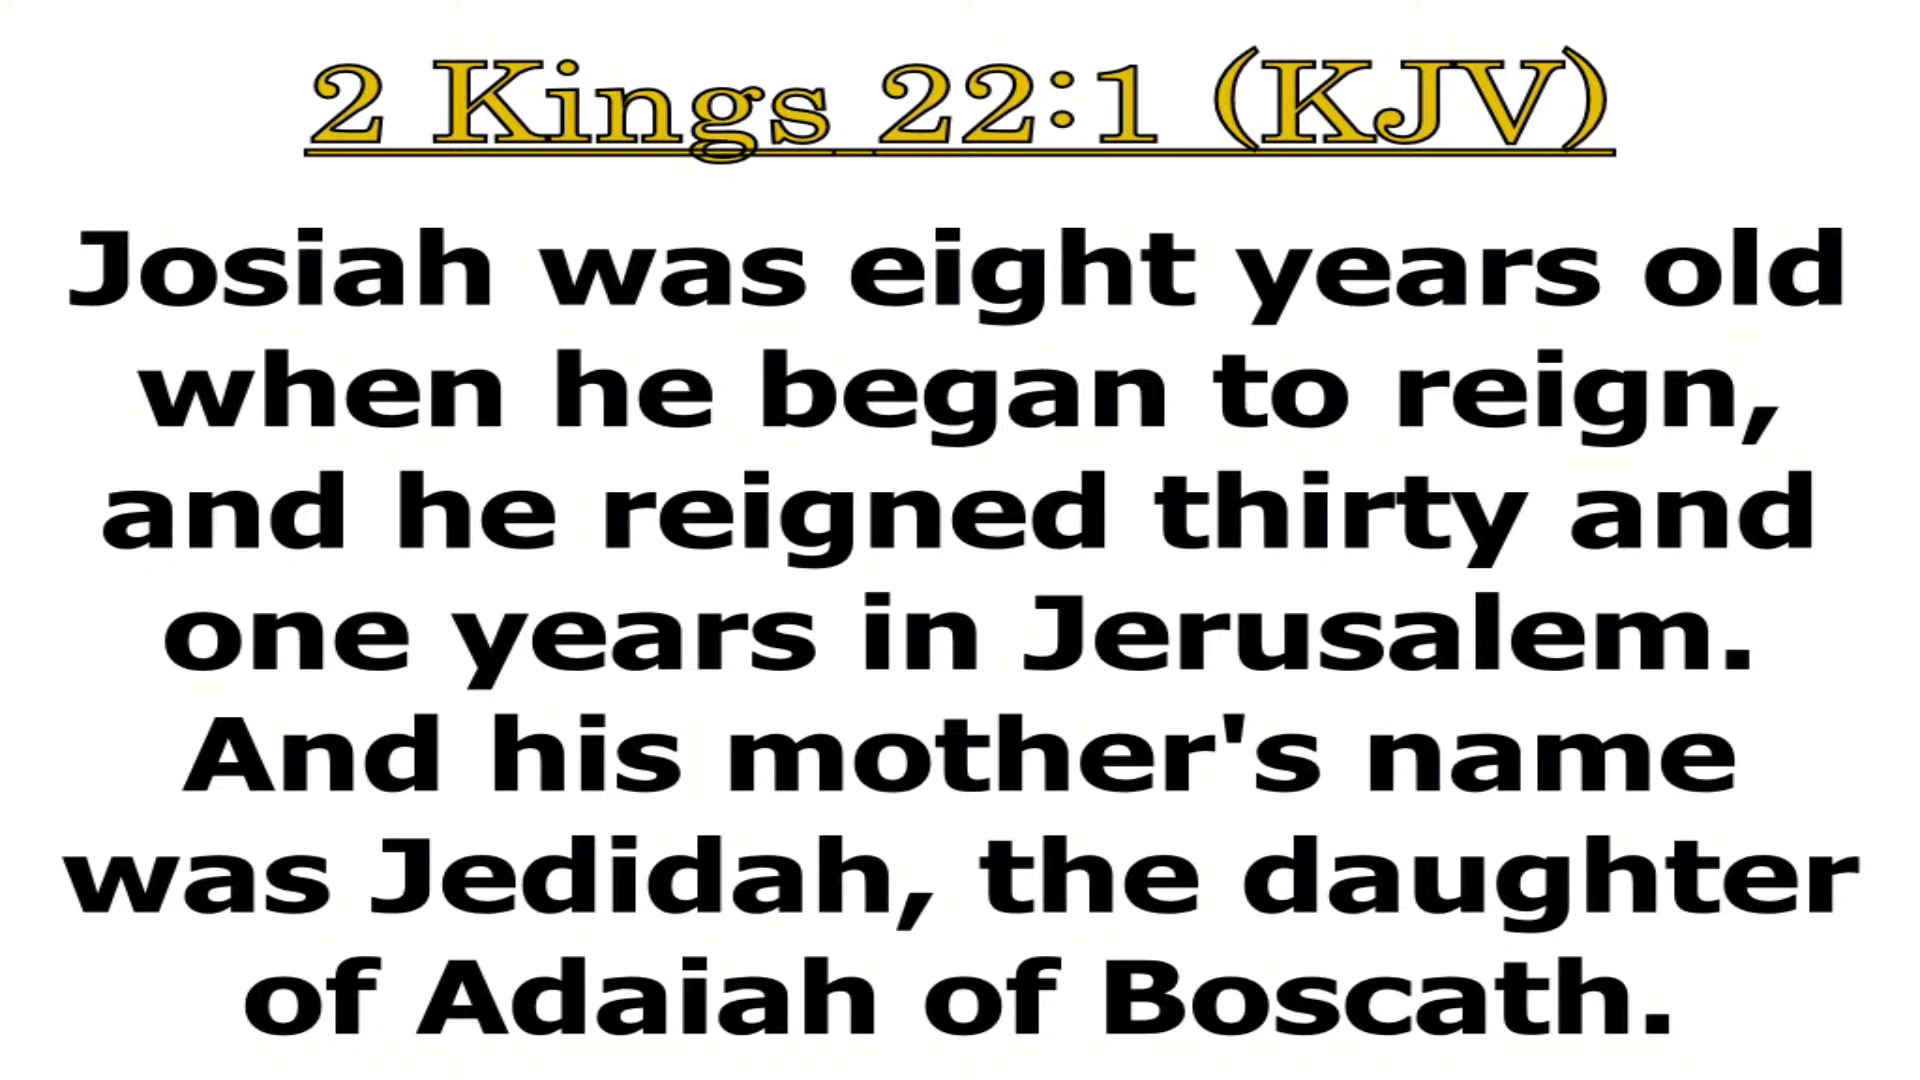 2 Kings 22:1 (KJV)
Josiah was eight years old
when he began to reign,
and he reigned thirty and
one years in Jerusalem.
And his mother's name
was Jedidah, the daughter
of Adaiah of Boscath.